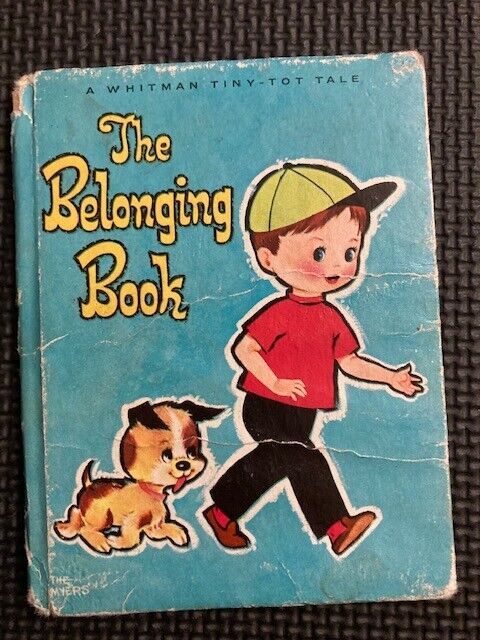 A WHITMAN TINY-TOT TALE
The
Belonging
Book
THE
MYERS